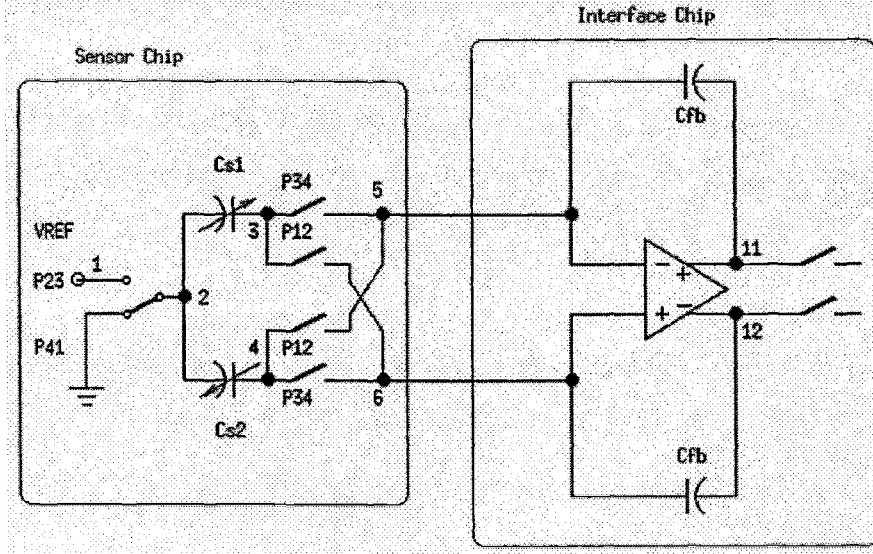 Interface Chip
Sensor Chip
Cfb
Cs1
P34
5
3
P12
VREF
1
P23
2
11
12
P41
4
P12
P34
6
Cs2
Cfb